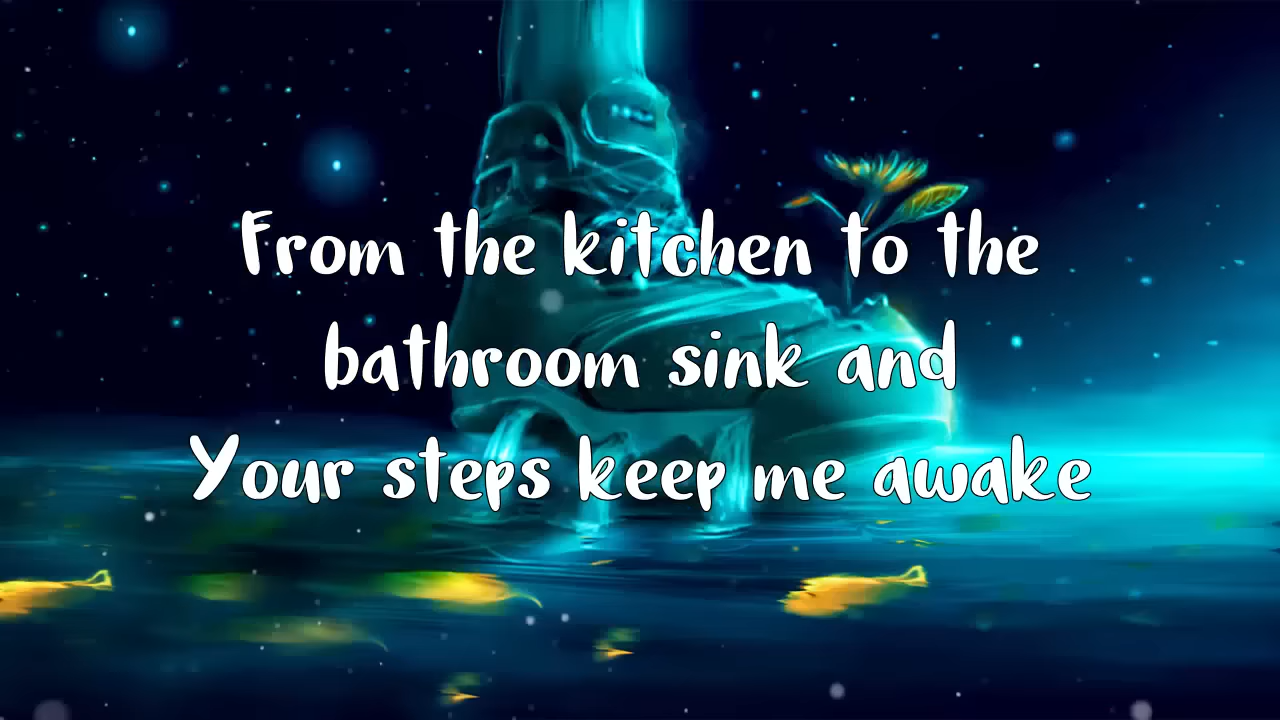 From the kitchen to the
bathroom sink and
Your steps keep me awake